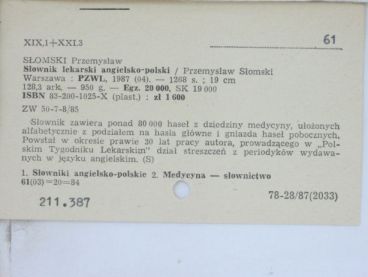 XIX,1+XXI.3
61
SŁOMSKI Przemysław
Słownik lekarski angielsko-polski / Przemysław Słomski
Warszawa : PZWL, 1987 (04). — 1268 s. ; 19 cm
128,3 ark. — 950 g. — Egz. 20 000, SK 19 000
ISBN 83-200-1025-X (plast.) : zł 1 600
ZW 50-7-8/85
Słownik zawiera ponad 80 000 haseł z dziedziny medycyny, ułożonych
alfabetycznie z podziałem na hasła główne i gniazda haseł pobocznych.
Powstał w okresie prawie 30 lat pracy autora, prowadzącego w „Pol-
skim Tygodniku Lekarskim" dział streszczeń z periodyków wydawa-
nych w języku angielskim. (S)
1. Słowniki angielsko-polskie 2. Medycyna — słownictwo
61(03)=20=84
211.387
78-28/87(2033)